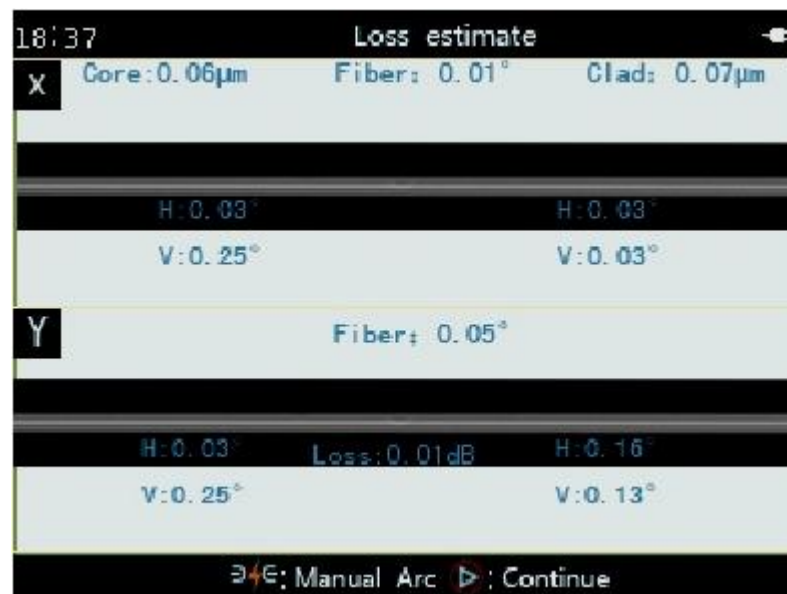 18:37 Loss estimate
X Core:0.06μm Fiber: 0.01° Clad: 0.07μm
H:0.03° H:0.03°
V:0.25° V:0.03°
Y Fiber: 0.05°
H:0.03° Loss:0.01dB H:0.16°
V:0.25° V:0.13°
Manual Arc : Continue